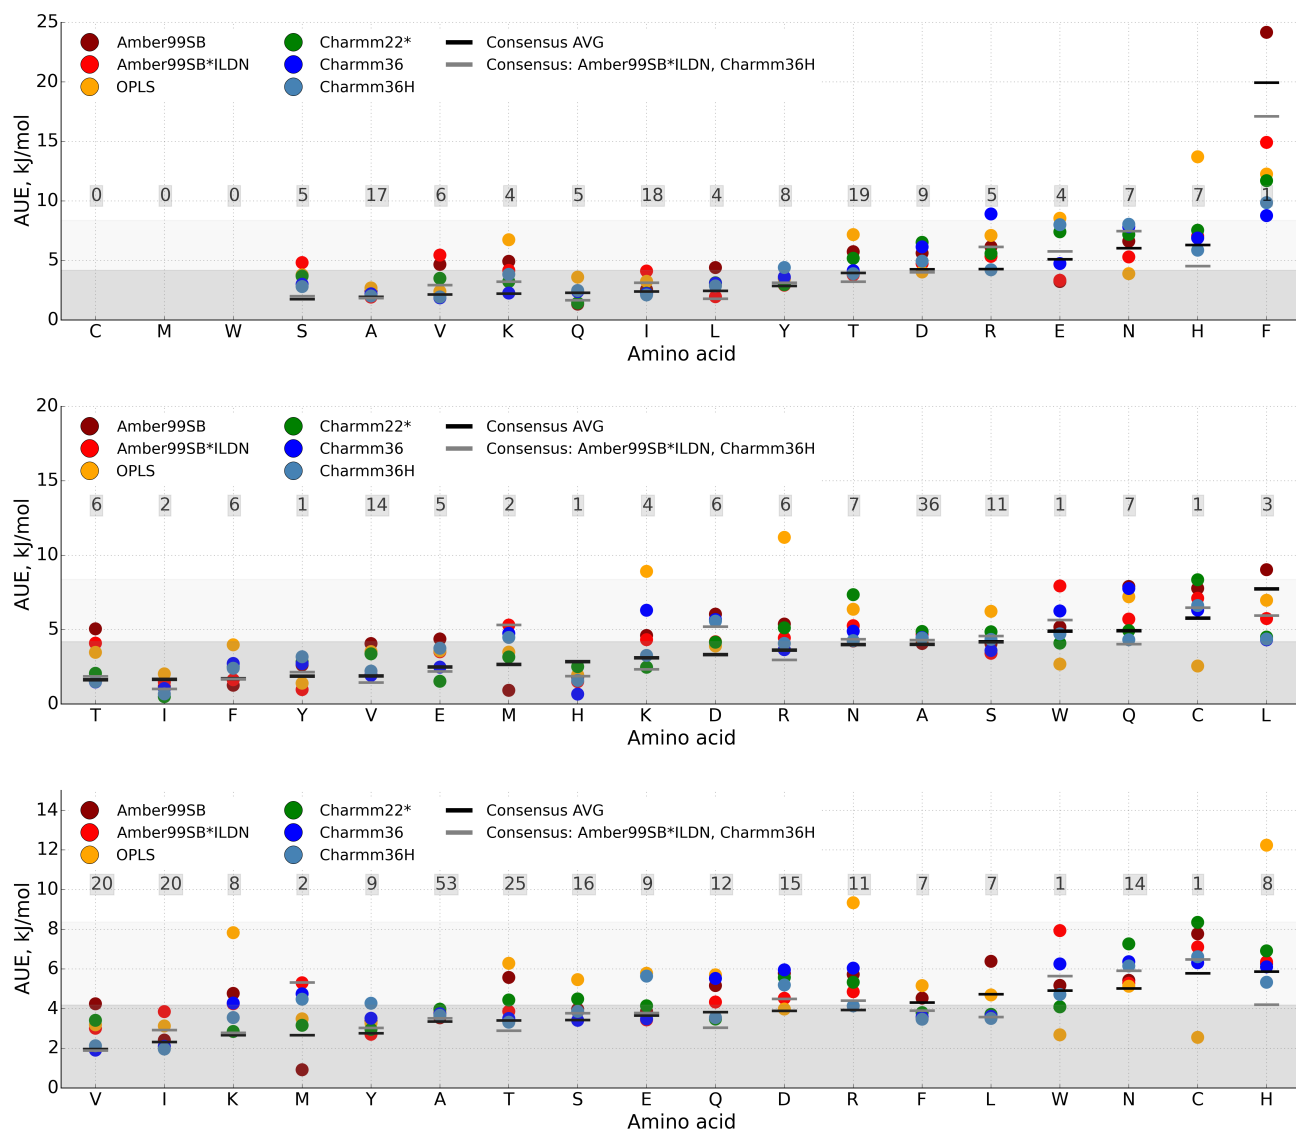 25
20
15
10
5
0
AUE, kJ/mol
Amber99SB
Amber99SB*ILDN
OPLS
Charmm22*
Charmm36
Charmm36H
Consensus AVG
Consensus: Amber99SB*ILDN, Charmm36H
0 0 0 5 17 6 4 5 18 4 8 19 9 5 4 7 7 1
C M W S A V K Q I L Y T D R E N H F
Amino acid
20
15
10
5
0
AUE, kJ/mol
Amber99SB
Amber99SB*ILDN
OPLS
Charmm22*
Charmm36
Charmm36H
Consensus AVG
Consensus: Amber99SB*ILDN, Charmm36H
6 2 6 1 14 5 2 1 4 6 6 7 36 11 1 7 1 3
T I F Y V E M H K D R N A S W Q C L
Amino acid
14
12
10
8
6
4
2
0
AUE, kJ/mol
Amber99SB
Amber99SB*ILDN
OPLS
Charmm22*
Charmm36
Charmm36H
Consensus AVG
Consensus: Amber99SB*ILDN, Charmm36H
20 20 8 2 9 53 25 16 9 12 15 11 7 7 1 14 1 8
V I K M Y A T S E Q D R F L W N C H
Amino acid